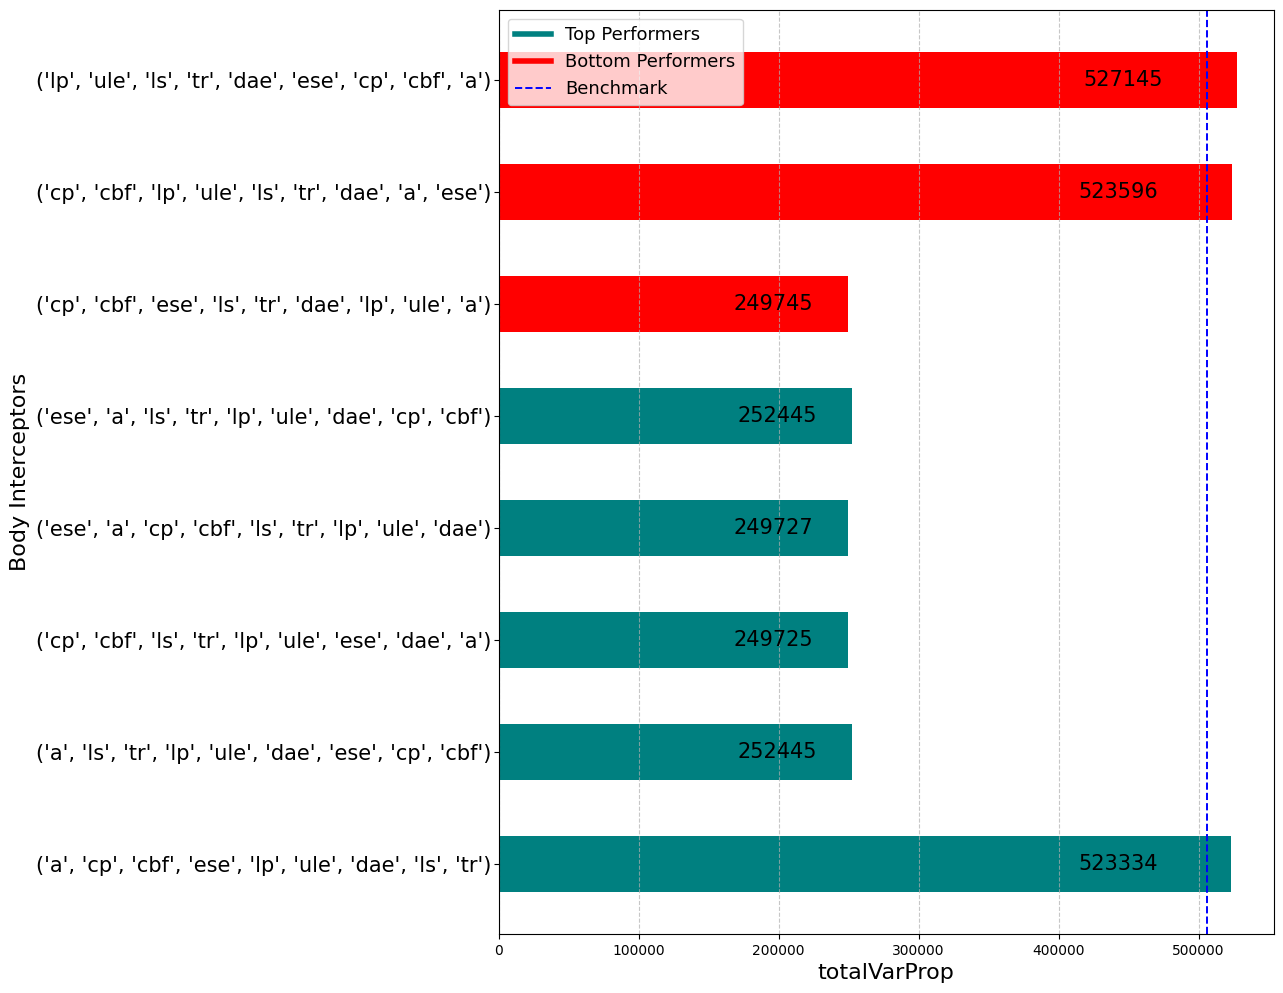 Top Performers
Bottom Performers
Benchmark
('lp', 'ule', 'ls', 'tr', 'dae', 'ese', 'cp', 'cbf', 'a')
527145
('cp', 'cbf', 'lp', 'ule', 'ls', 'tr', 'dae', 'a', 'ese')
523596
('cp', 'cbf', 'ese', 'ls', 'tr', 'dae', 'lp', 'ule', 'a')
249745
('ese', 'a', 'ls', 'tr', 'lp', 'ule', 'dae', 'cp', 'cbf')
252445
('ese', 'a', 'cp', 'cbf', 'ls', 'tr', 'lp', 'ule', 'dae')
249727
('cp', 'cbf', 'ls', 'tr', 'lp', 'ule', 'ese', 'dae', 'a')
249725
('a', 'ls', 'tr', 'lp', 'ule', 'dae', 'ese', 'cp', 'cbf')
252445
('a', 'cp', 'cbf', 'ese', 'lp', 'ule', 'dae', 'ls', 'tr')
523334
Body Interceptors
0 100000 200000 300000 400000 500000
totalVarProp